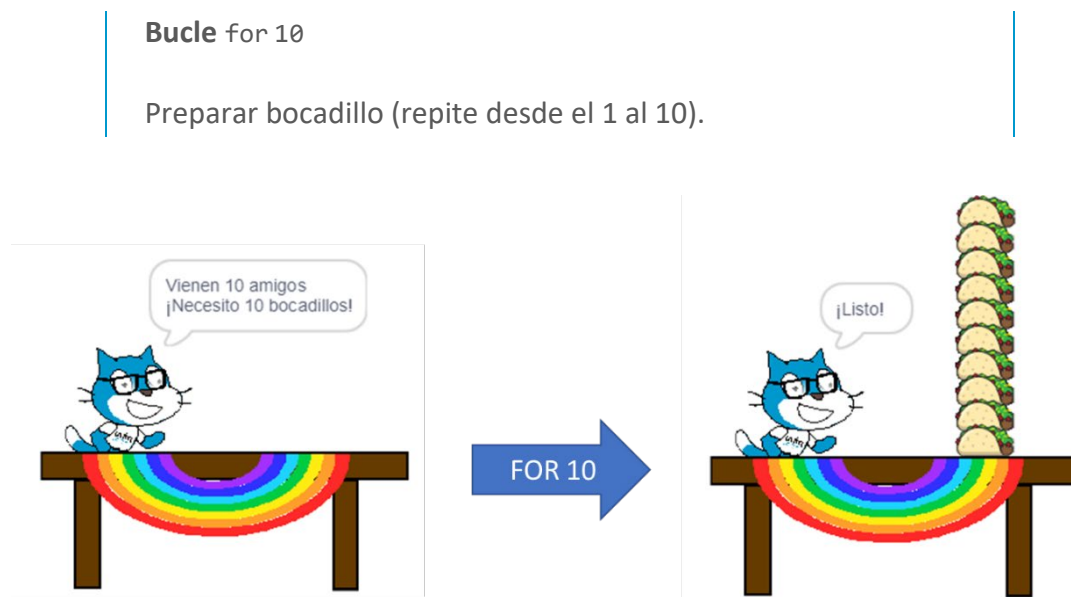 Bucle for 10
Preparar bocadillo (repite desde el 1 al 10).
Vienen 10 amigos
¡Necesito 10 bocadillos!
FOR 10
¡Listo!